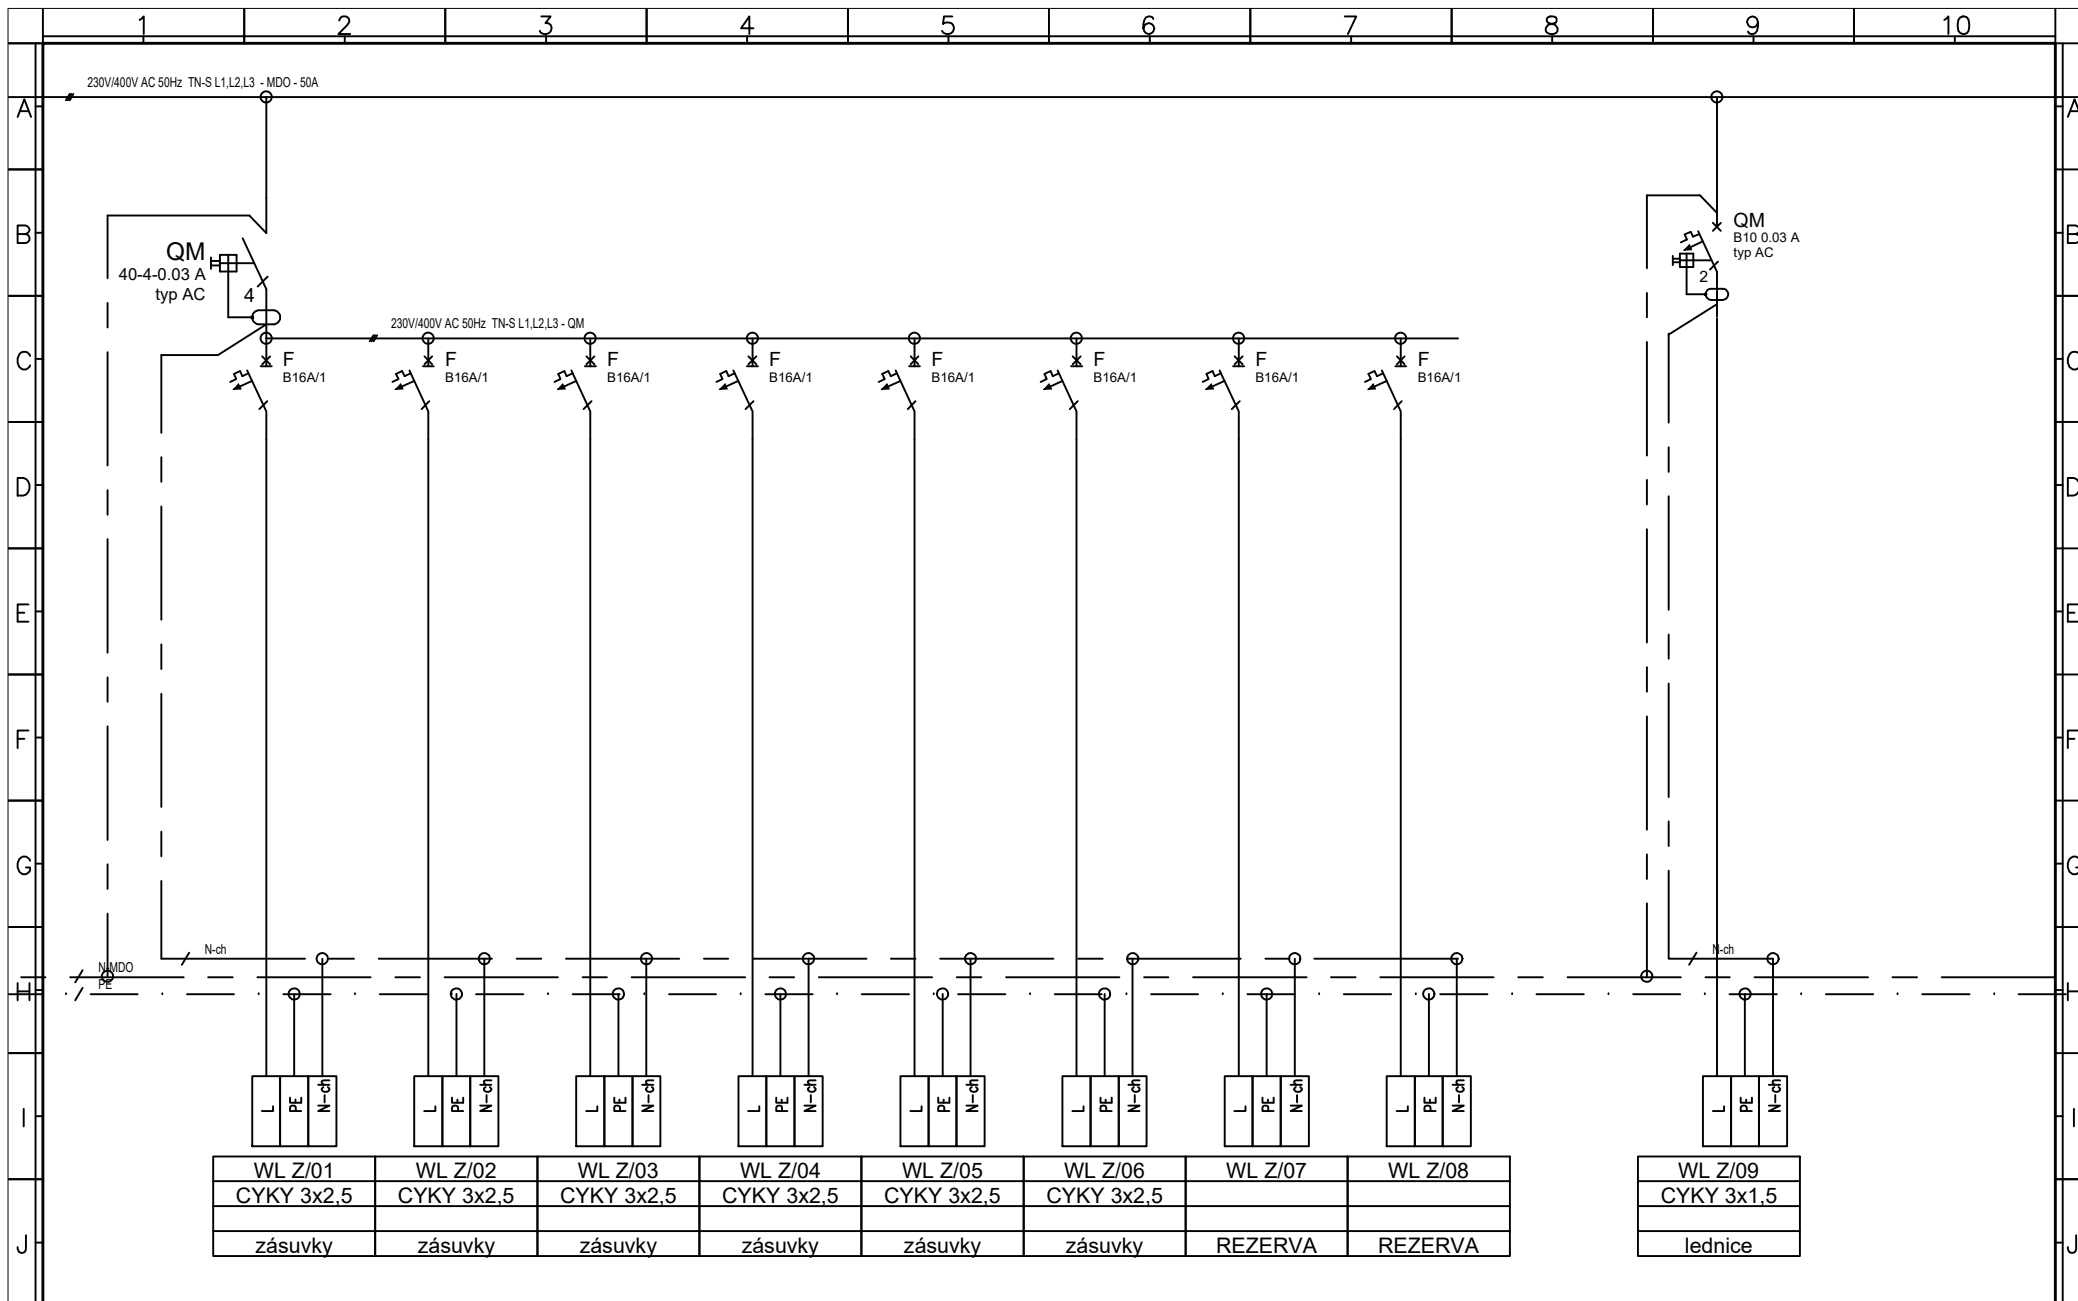 1 2 3 4 5 6 7 8 9 10
230V/400V AC 50Hz TN-S L1,L2,L3 - MDO - 50A
A A
B B
QM
40-4-0.03 A
typ AC
4
QM
B10 0.03 A
typ AC
2
230V/400V AC 50Hz TN-S L1,L2,L3 - QM
C C
F F F F F F F F
B16A/1 B16A/1 B16A/1 B16A/1 B16A/1 B16A/1 B16A/1 B16A/1
D D
E E
F F
G G
N-ch N-ch
N-MDO
PE
H H
L PE N-ch L PE N-ch L PE N-ch L PE N-ch L PE N-ch L PE N-ch L PE N-ch L PE N-ch L PE N-ch
I I
WL Z/01 WL Z/02 WL Z/03 WL Z/04 WL Z/05 WL Z/06 WL Z/07 WL Z/08 WL Z/09
CYKY 3x2,5 CYKY 3x2,5 CYKY 3x2,5 CYKY 3x2,5 CYKY 3x2,5 CYKY 3x2,5 CYKY 3x1,5
J J
zásuvky zásuvky zásuvky zásuvky zásuvky zásuvky REZERVA REZERVA lednice